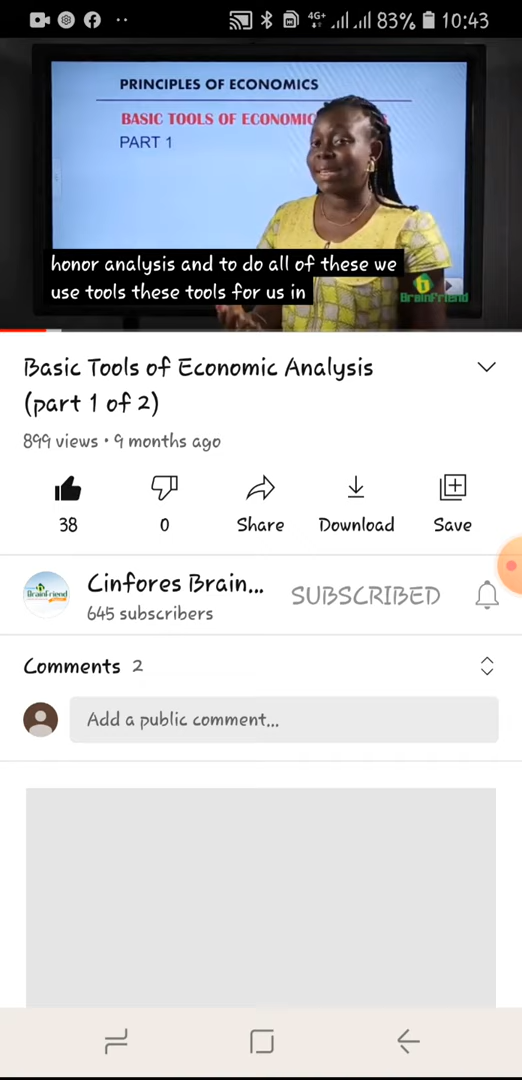 4G+ 83% 10:43
PRINCIPLES OF ECONOMICS
BASIC TOOLS OF ECONOMIC
PART 1
honor analysis and to do all of these we
use tools these tools for us in
BrainFriend
Basic Tools of Economic Analysis
(part 1 of 2)
899 views • 9 months ago
38 0 Share Download Save
BrainFriend
Cinfores Brain... SUBSCRIBED
645 subscribers
Comments 2
Add a public comment...